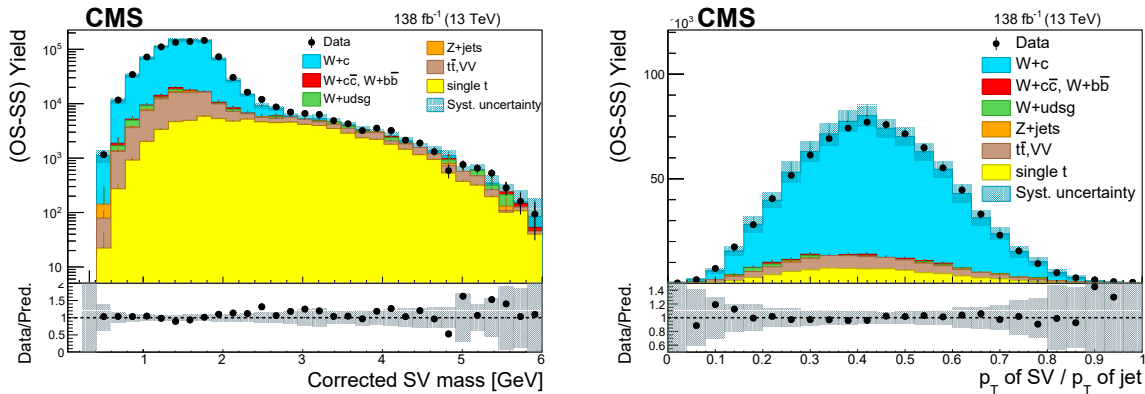 CMS
138 fb⁻¹ (13 TeV)
(OS-SS) Yield
10⁵
10⁴
10³
10²
10
Data
W+c
W+cc̅, W+bb̅
W+udsg
Z+jets
tt̅,VV
single t
Syst. uncertainty
Data/Pred.
2
1.5
1
0.5
0
1 2 3 4 5 6
Corrected SV mass [GeV]
CMS
138 fb⁻¹ (13 TeV)
×10³
(OS-SS) Yield
100
50
Data
W+c
W+cc̅, W+bb̅
W+udsg
Z+jets
tt̅,VV
single t
Syst. uncertainty
Data/Pred.
1.4
1.2
1
0.8
0.6
0 0.1 0.2 0.3 0.4 0.5 0.6 0.7 0.8 0.9 1
p_T of SV / p_T of jet